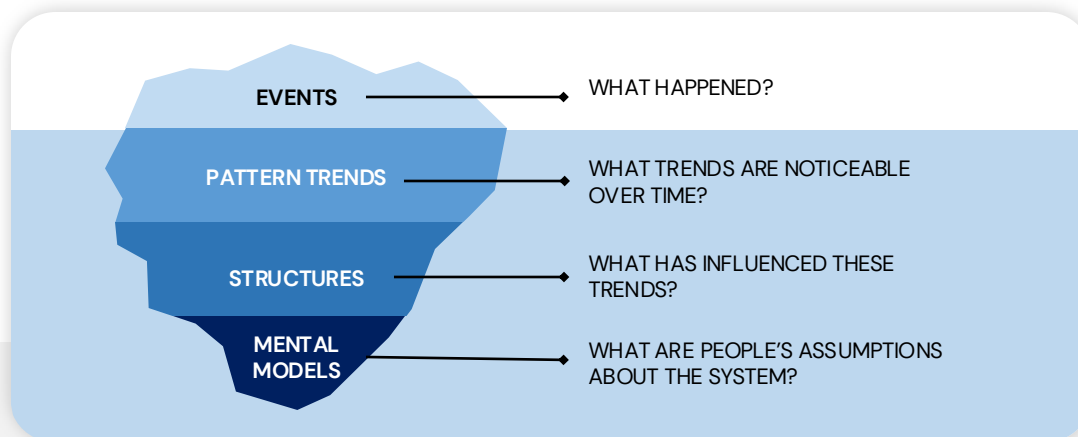 EVENTS
WHAT HAPPENED?
PATTERN TRENDS
WHAT TRENDS ARE NOTICEABLE
OVER TIME?
STRUCTURES
WHAT HAS INFLUENCED THESE
TRENDS?
MENTAL
MODELS
WHAT ARE PEOPLE’S ASSUMPTIONS
ABOUT THE SYSTEM?